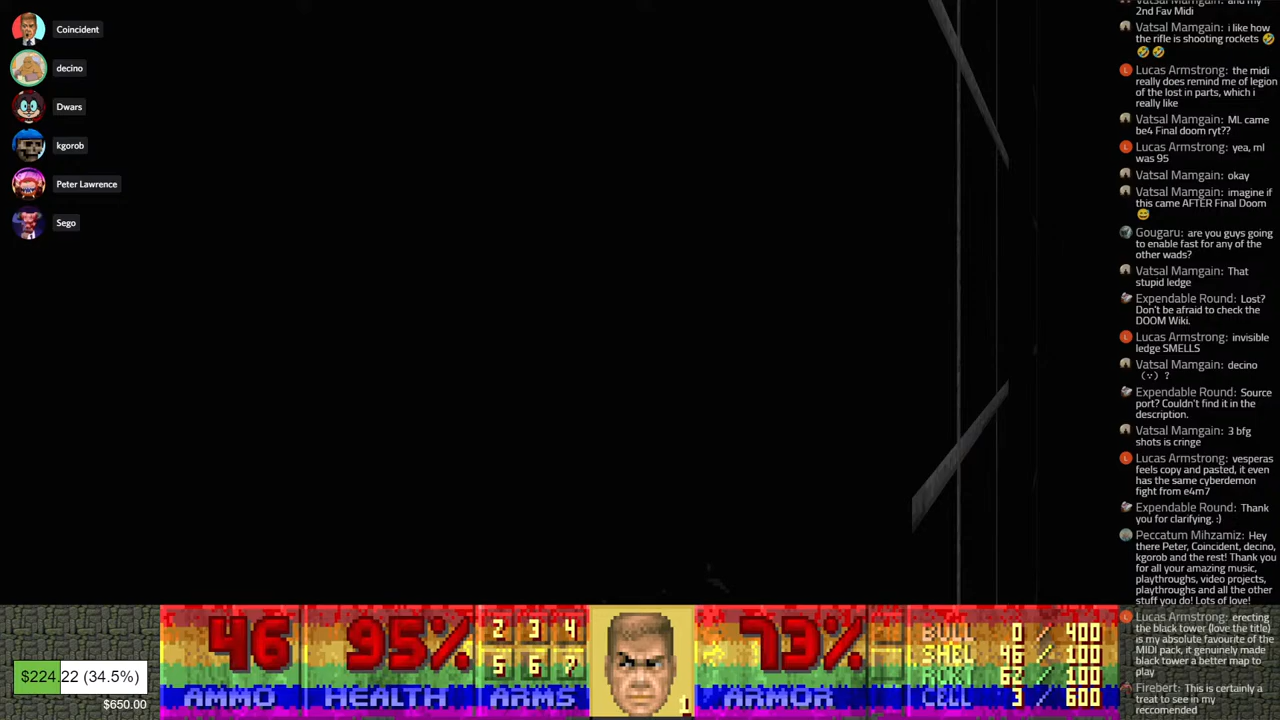 Coincident
decino
Dwars
kgorob
Peter Lawrence
Sego
Vatsal Mamgain: and my
2nd Fav Midi
Vatsal Mamgain: i like how
the rifle is shooting rockets 🤣
🤣 🤣
Lucas Armstrong: the midi
really does remind me of legion
of the lost in parts, which i
really like
Vatsal Mamgain: ML came
be4 Final doom ryt??
Lucas Armstrong: yea, ml
was 95
Vatsal Mamgain: okay
Vatsal Mamgain: imagine if
this came AFTER Final Doom
😅
Gougaru: are you guys going
to enable fast for any of the
other wads?
Vatsal Mamgain: That
stupid ledge
Expendable Round: Lost?
Don't be afraid to check the
DOOM Wiki.
Lucas Armstrong: invisible
ledge SMELLS
Vatsal Mamgain: decino
(··) ?
Expendable Round: Source
port? Couldn't find it in the
description.
Vatsal Mamgain: 3 bfg
shots is cringe
Lucas Armstrong: vesperas
feels copy and pasted, it even
has the same cyberdemon
fight from e4m7
Expendable Round: Thank
you for clarifying. :)
Peccatum Mihzamiz: Hey
there Peter, Coincident, decino,
kgorob and the rest! Thank you
for all your amazing music,
playthroughs, video projects,
playthroughs and all the other
stuff you do! Lots of love!
Lucas Armstrong: erecting
the black tower (love the title)
is my absolute favourite of the
MIDI pack, it genuinely made
black tower a better map to
play
Firebert: This is certainly a
treat to see in my
reccomended
$224.22 (34.5%)
$650.00
46
AMMO
95%
HEALTH
2 3 4
5 6 7
ARMS
1
73%
ARMOR
BULL 0 / 400
SHEL 46 / 100
RCKT 62 / 100
CELL 3 / 600